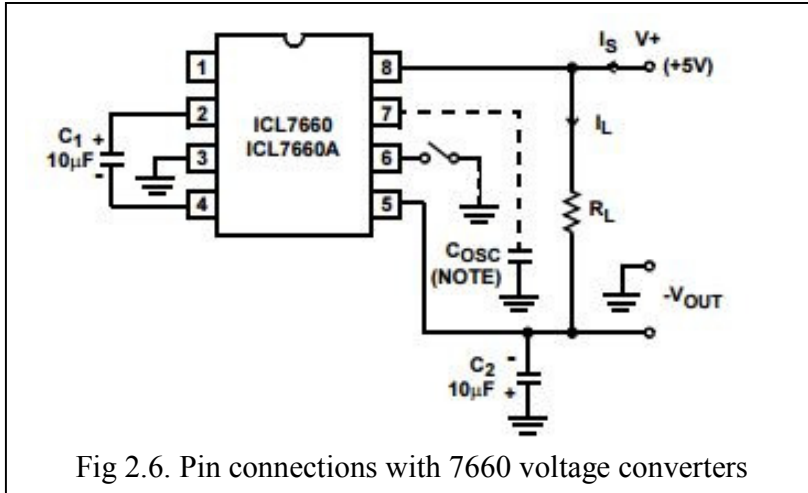 I_S V+
1 8 (+5V)
2 7
ICL7660
ICL7660A
C_1 +
10µF
-
I_L
3 6
4 5
R_L
C_OSC
(NOTE)
-V_OUT
C_2 -
10µF +
Fig 2.6. Pin connections with 7660 voltage converters